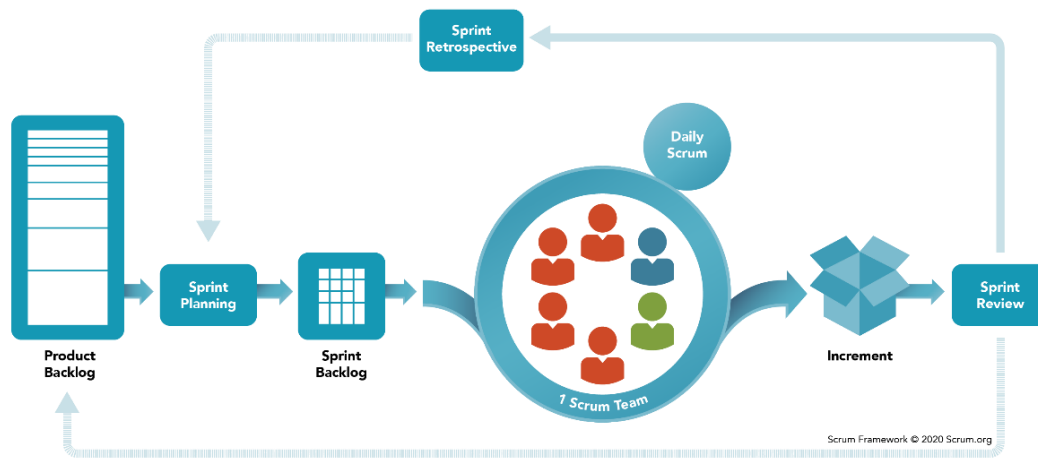 Sprint
Retrospective
Daily
Scrum
Sprint
Planning
Sprint
Review
Product
Backlog
Sprint
Backlog
Increment
1 Scrum Team
Scrum Framework © 2020 Scrum.org